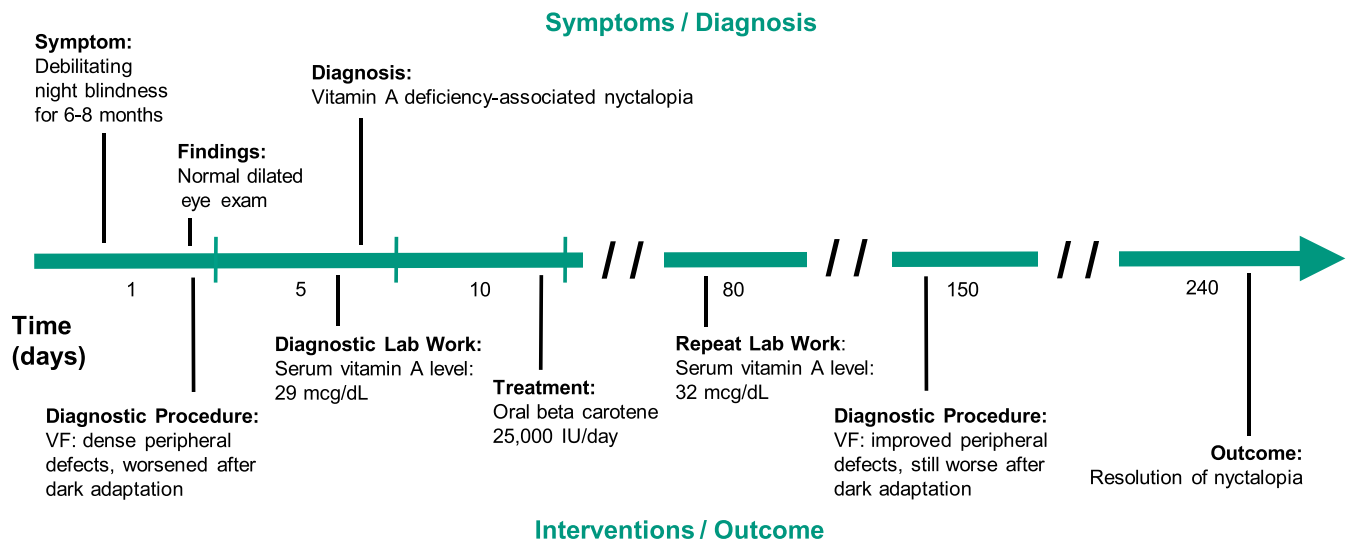 Symptoms / Diagnosis
Symptom:
Debilitating
night blindness
for 6-8 months
Findings:
Normal dilated
eye exam
Diagnosis:
Vitamin A deficiency-associated nyctalopia
/ /
/ /
/ /
1
5
10
80
150
240
Time
(days)
Diagnostic Procedure:
VF: dense peripheral
defects, worsened after
dark adaptation
Diagnostic Lab Work:
Serum vitamin A level:
29 mcg/dL
Treatment:
Oral beta carotene
25,000 IU/day
Repeat Lab Work:
Serum vitamin A level:
32 mcg/dL
Diagnostic Procedure:
VF: improved peripheral
defects, still worse after
dark adaptation
Outcome:
Resolution of nyctalopia
Interventions / Outcome